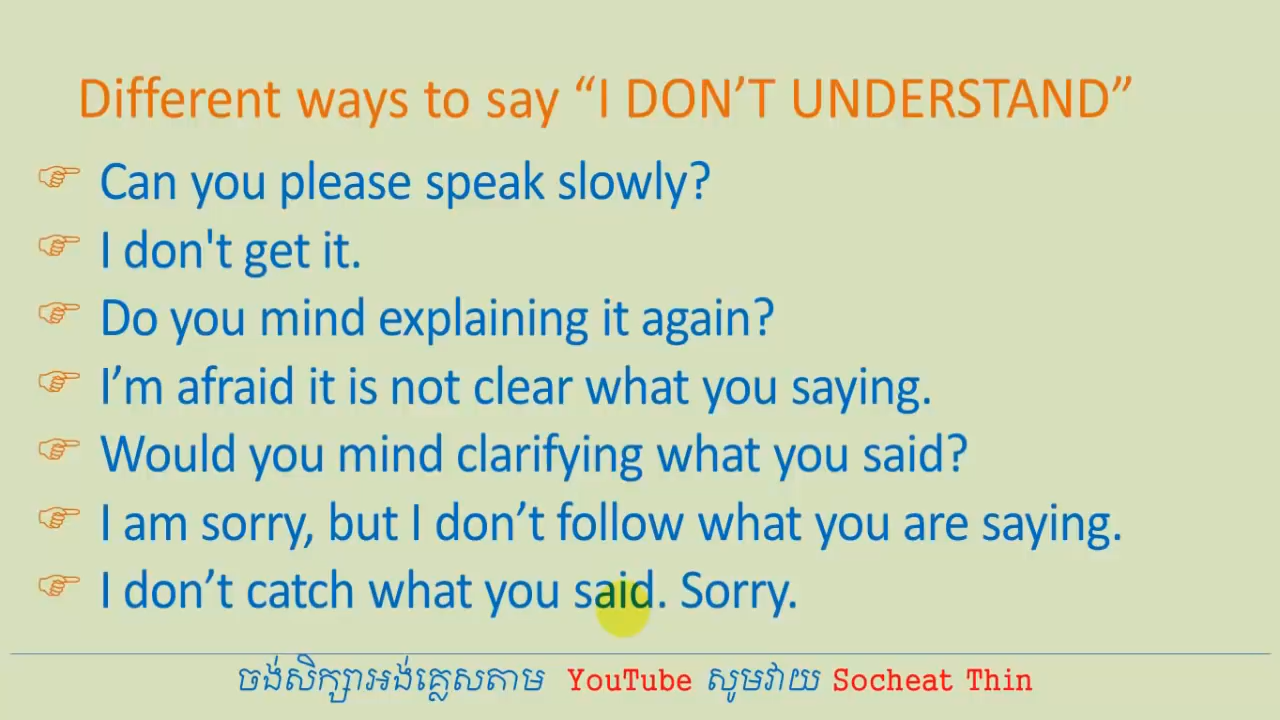 Different ways to say “I DON’T UNDERSTAND”
Can you please speak slowly?
I don't get it.
Do you mind explaining it again?
I’m afraid it is not clear what you saying.
Would you mind clarifying what you said?
I am sorry, but I don’t follow what you are saying.
I don’t catch what you said. Sorry.
ចង់សិក្សាអង់គ្លេសតាម YouTube សូមវាយ Socheat Thin